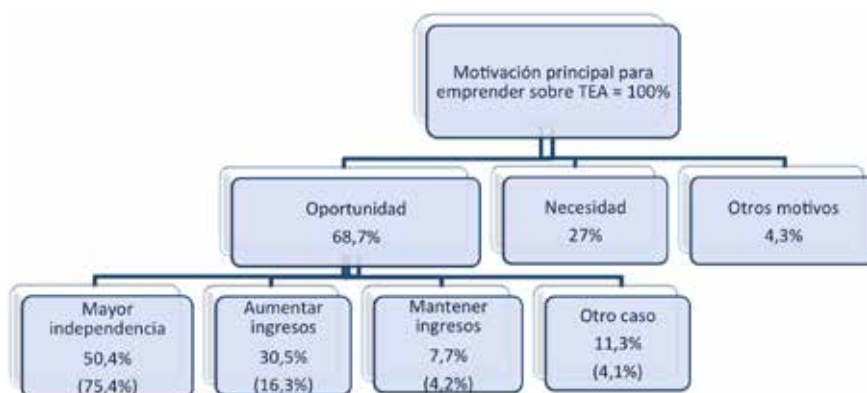 Motivación principal para
emprender sobre TEA = 100%
Oportunidad
68,7%
Necesidad
27%
Otros motivos
4,3%
Mayor
independencia
50,4%
(75,4%)
Aumentar
ingresos
30,5%
(16,3%)
Mantener
ingresos
7,7%
(4,2%)
Otro caso
11,3%
(4,1%)